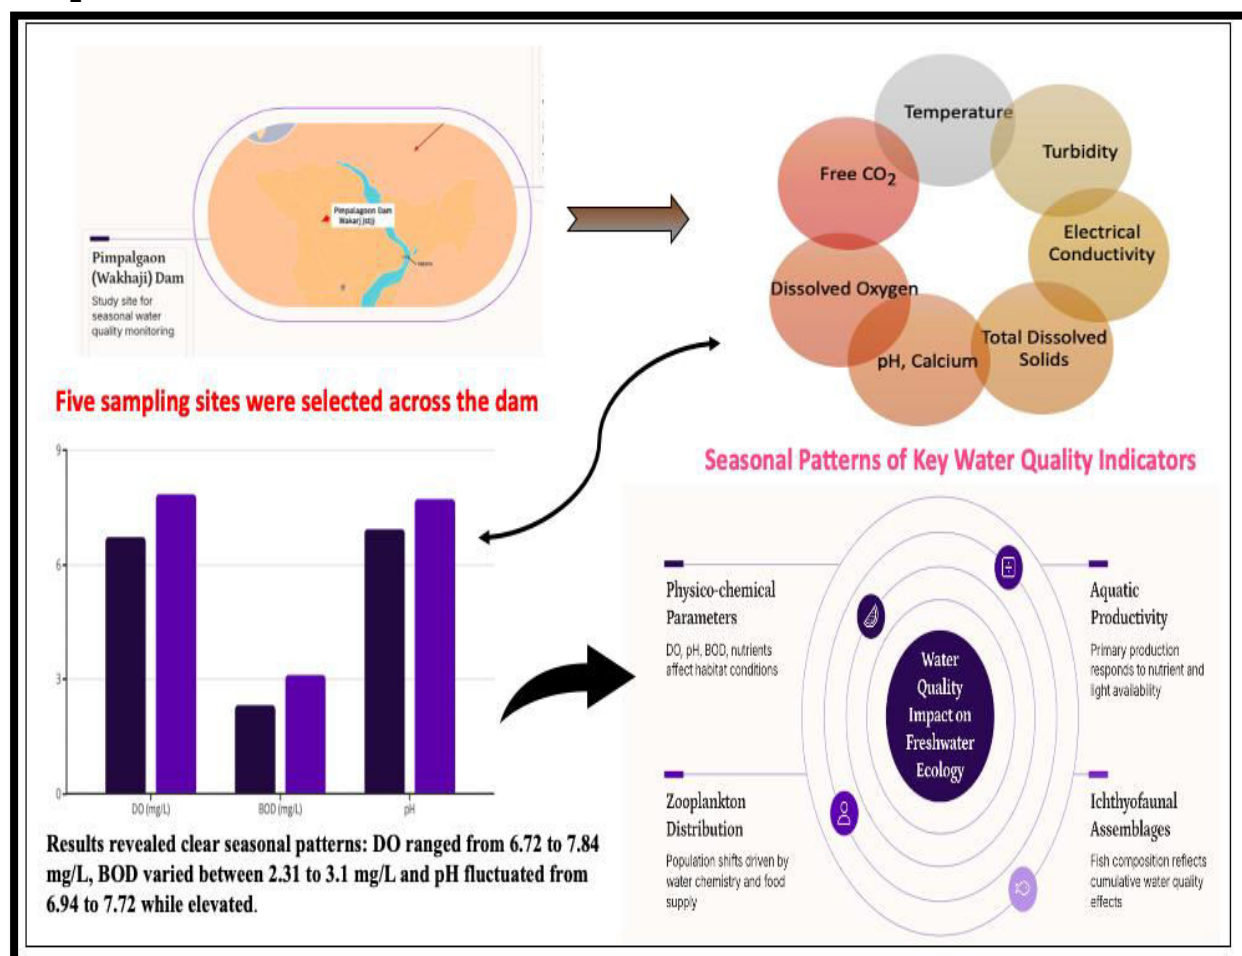 Pimpalagoon Dam
Wakarj Jstjj
Pimpalgaon
(Wakhaji) Dam
Study site for
seasonal water
quality monitoring
Temperature
Turbidity
Free CO2
Electrical
Conductivity
Dissolved Oxygen
Total Dissolved
Solids
pH, Calcium
Five sampling sites were selected across the dam
9
6
3
0
DO (mg/L)
BOD (mg/L)
pH
Results revealed clear seasonal patterns: DO ranged from 6.72 to 7.84
mg/L, BOD varied between 2.31 to 3.1 mg/L and pH fluctuated from
6.94 to 7.72 while elevated.
Seasonal Patterns of Key Water Quality Indicators
Physico-chemical
Parameters
DO, pH, BOD, nutrients
affect habitat conditions
Aquatic
Productivity
Primary production
responds to nutrient and
light availability
Water
Quality
Impact on
Freshwater
Ecology
Zooplankton
Distribution
Population shifts driven by
water chemistry and food
supply
Ichthyofaunal
Assemblages
Fish composition reflects
cumulative water quality
effects